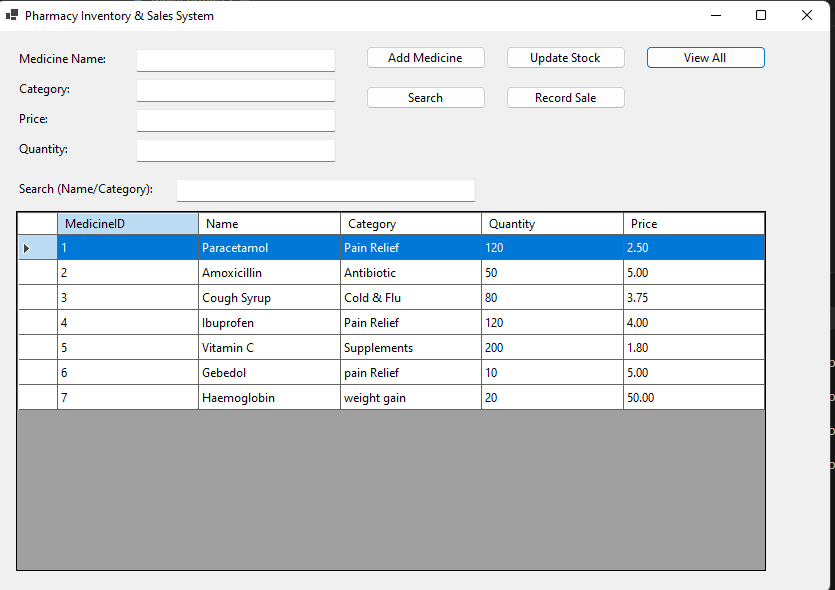 Pharmacy Inventory & Sales System
Medicine Name: Add Medicine Update Stock View All
Category: Search Record Sale
Price:
Quantity:
Search (Name/Category):
MedicineID Name Category Quantity Price
1 Paracetamol Pain Relief 120 2.50
2 Amoxicillin Antibiotic 50 5.00
3 Cough Syrup Cold & Flu 80 3.75
4 Ibuprofen Pain Relief 120 4.00
5 Vitamin C Supplements 200 1.80
6 Gebedol pain Relief 10 5.00
7 Haemoglobin weight gain 20 50.00